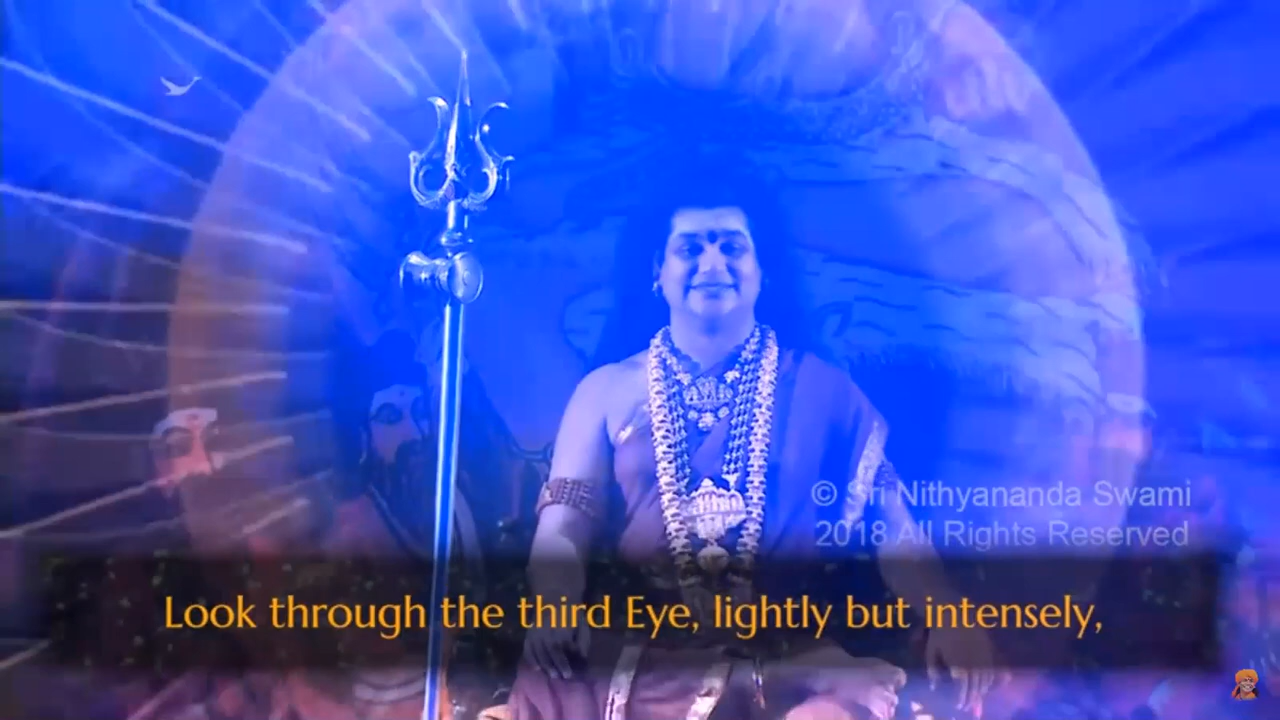 © Sri Nithyananda Swami
2018 All Rights Reserved
Look through the third Eye, lightly but intensely,